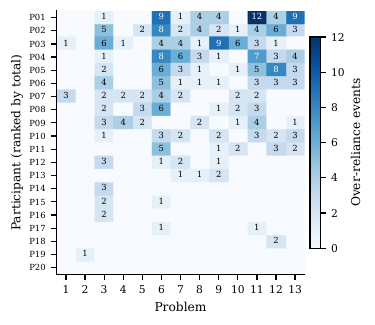 Participant (ranked by total)
P01 1 9 1 4 4 12 4 9
P02 5 2 8 2 4 2 1 4 6 3
P03 1 6 1 4 4 1 9 6 3 1
P04 1 8 6 3 1 7 3 4
P05 2 6 3 1 1 5 8 3
P06 4 5 1 1 1 3 3 3
P07 3 2 2 2 4 2 2 2
P08 2 3 6 1 2 3
P09 3 4 2 2 1 4 1
P10 1 3 2 2 3 2 3
P11 5 1 2 3 2
P12 3 1 2 1
P13 1 1 2
P14 3
P15 2 1
P16 2
P17 1 1
P18 2
P19 1
P20
1 2 3 4 5 6 7 8 9 10 11 12 13
Problem
12
10
8
6
4
2
0
Over-reliance events